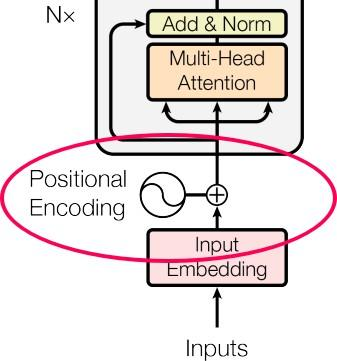 N×
Add & Norm
Multi-Head
Attention
Positional
Encoding
Input
Embedding
Inputs